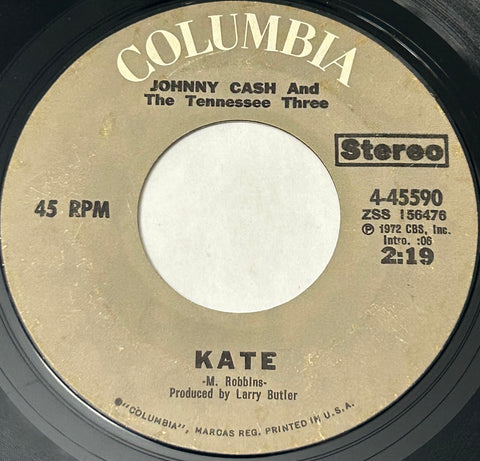 COLUMBIA
JOHNNY CASH And
The Tennessee Three
Stereo
45 RPM
4-45590
ZSS 156476
Ⓟ 1972 CBS, Inc.
Intro. :06
2:19
KATE
-M. Robbins-
Produced by Larry Butler
●"COLUMBIA", MARCAS REG. PRINTED IN U.S.A.